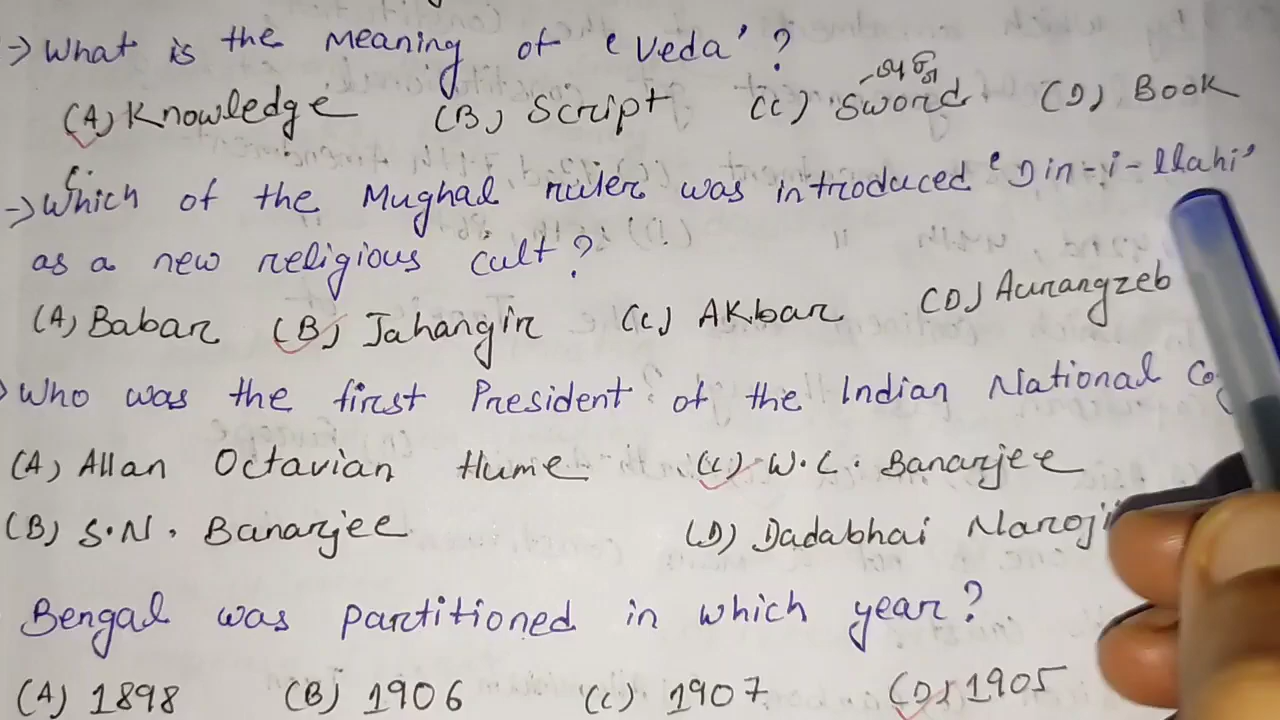 → What is the meaning of 'Veda' ?
(A) Knowledge (B) Script (C) Sword (D) Book
→ Which of the Mughal ruler was introduced 'Din-i-Ilahi'
as a new religious cult ?
(A) Babar (B) Jahangir (C) AKbar (D) Aurangzeb
Who was the first President of the Indian National
(A) Allan Octavian Hume (C) W.C. Banarjee
(B) S.N. Banarjee (D) Dadabhai
Bengal was partitioned in which year ?
(A) 1898 (B) 1906 (C) 1907 (D) 1905